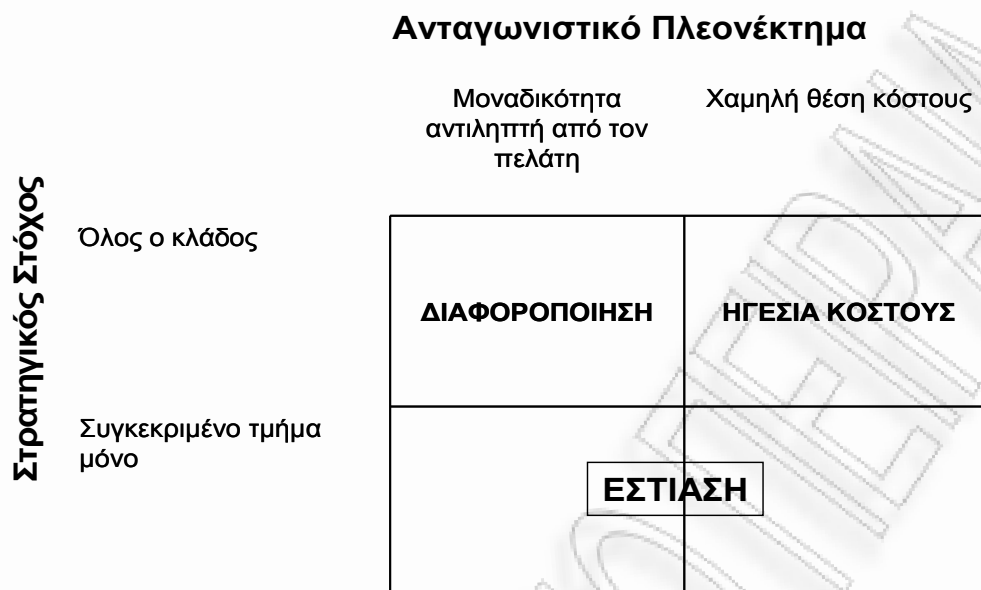 Ανταγωνιστικό Πλεονέκτημα
Μοναδικότητα
αντιληπτή από τον
πελάτη
Χαμηλή θέση κόστους
Στρατηγικός Στόχος
Όλος ο κλάδος
ΔΙΑΦΟΡΟΠΟΙΗΣΗ
ΗΓΕΣΙΑ ΚΟΣΤΟΥΣ
Συγκεκριμένο τμήμα
μόνο
ΕΣΤΙΑΣΗ